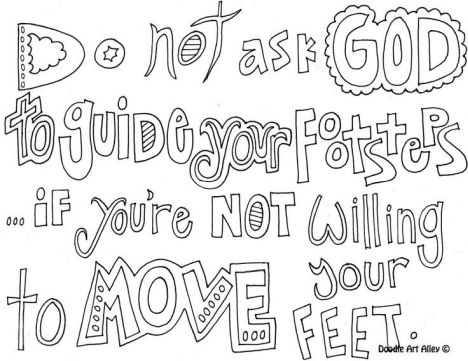 Do not ask GOD
to guide your Footsteps
... if you're NOT willing
to MOVE your
FEET.
Doodle Art Alley ©